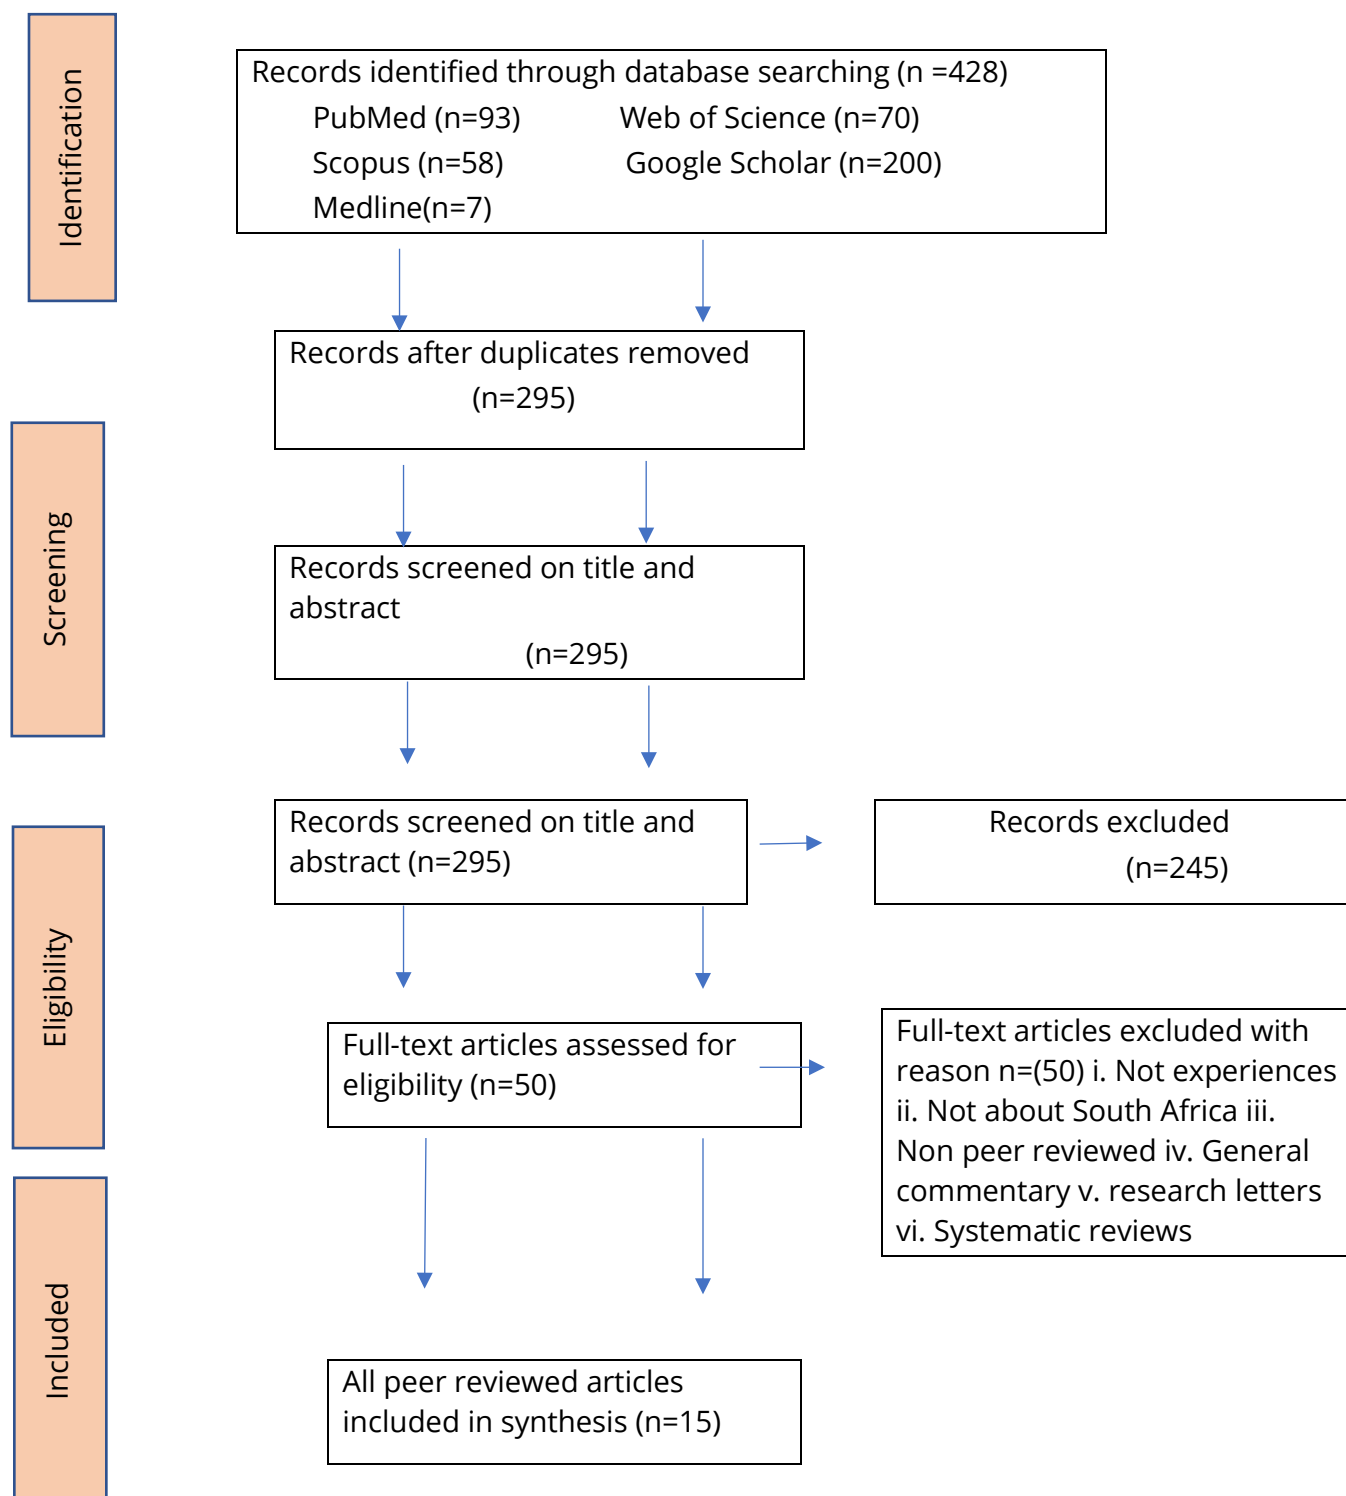 Identification
Records identified through database searching (n =428)
PubMed (n=93) Web of Science (n=70)
Scopus (n=58) Google Scholar (n=200)
Medline(n=7)
Records after duplicates removed
(n=295)
Screening
Records screened on title and
abstract
(n=295)
Eligibility
Records screened on title and
abstract (n=295)
Records excluded
(n=245)
Full-text articles assessed for
eligibility (n=50)
Full-text articles excluded with
reason n=(50) i. Not experiences
ii. Not about South Africa iii.
Non peer reviewed iv. General
commentary v. research letters
vi. Systematic reviews
Included
All peer reviewed articles
included in synthesis (n=15)